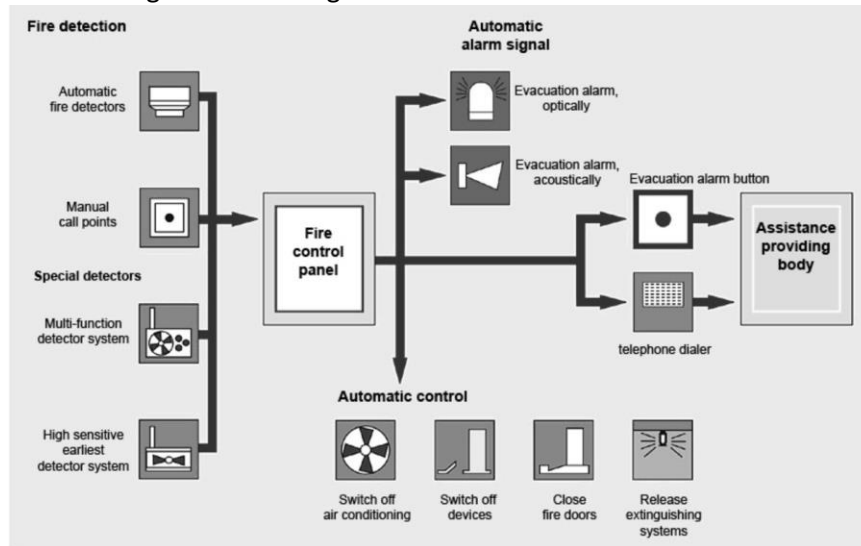 Fire detection
Automatic
fire detectors
Manual
call points
Special detectors
Multi-function
detector system
High sensitive
earliest
detector system
Fire
control
panel
Automatic
alarm signal
Evacuation alarm,
optically
Evacuation alarm,
acoustically
Evacuation alarm button
telephone dialer
Assistance
providing
body
Automatic control
Switch off
air conditioning
Switch off
devices
Close
fire doors
Release
extinguishing
systems